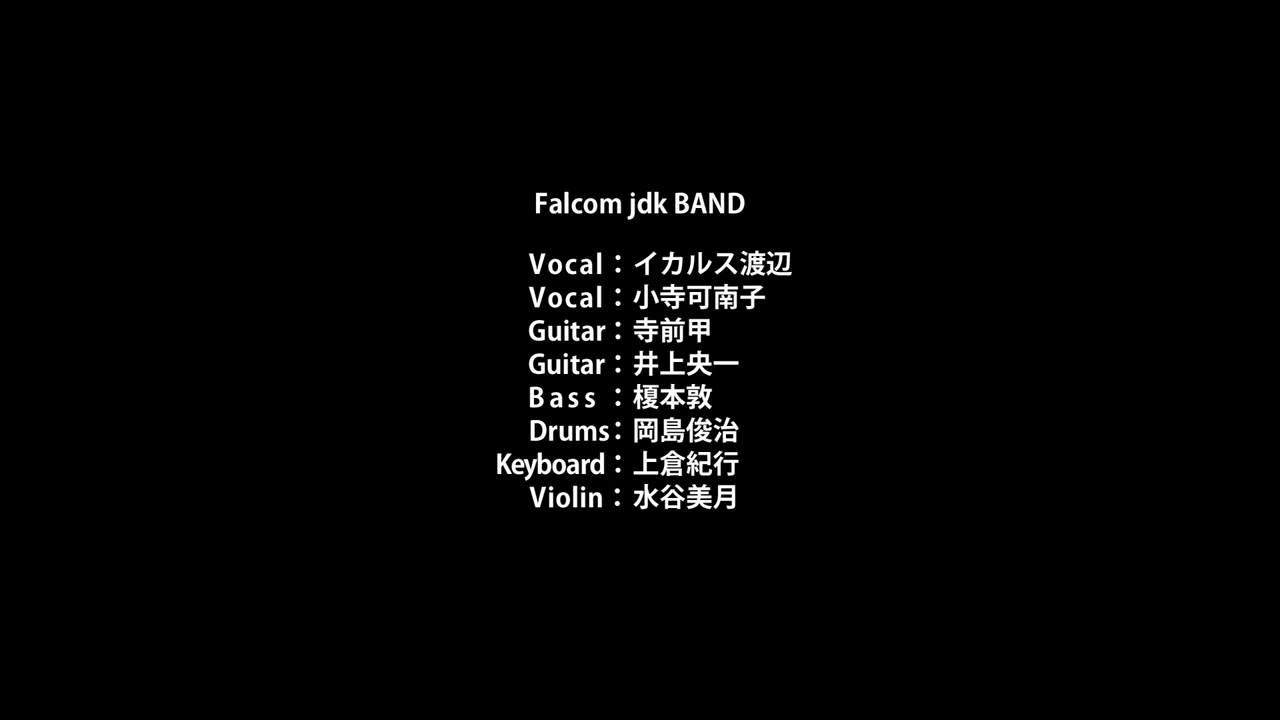 Falcom jdk BAND
Vocal：イカルス渡辺
Vocal：小寺可南子
Guitar：寺前甲
Guitar：井上央一
Bass：榎本敦
Drums：岡島俊治
Keyboard：上倉紀行
Violin：水谷美月